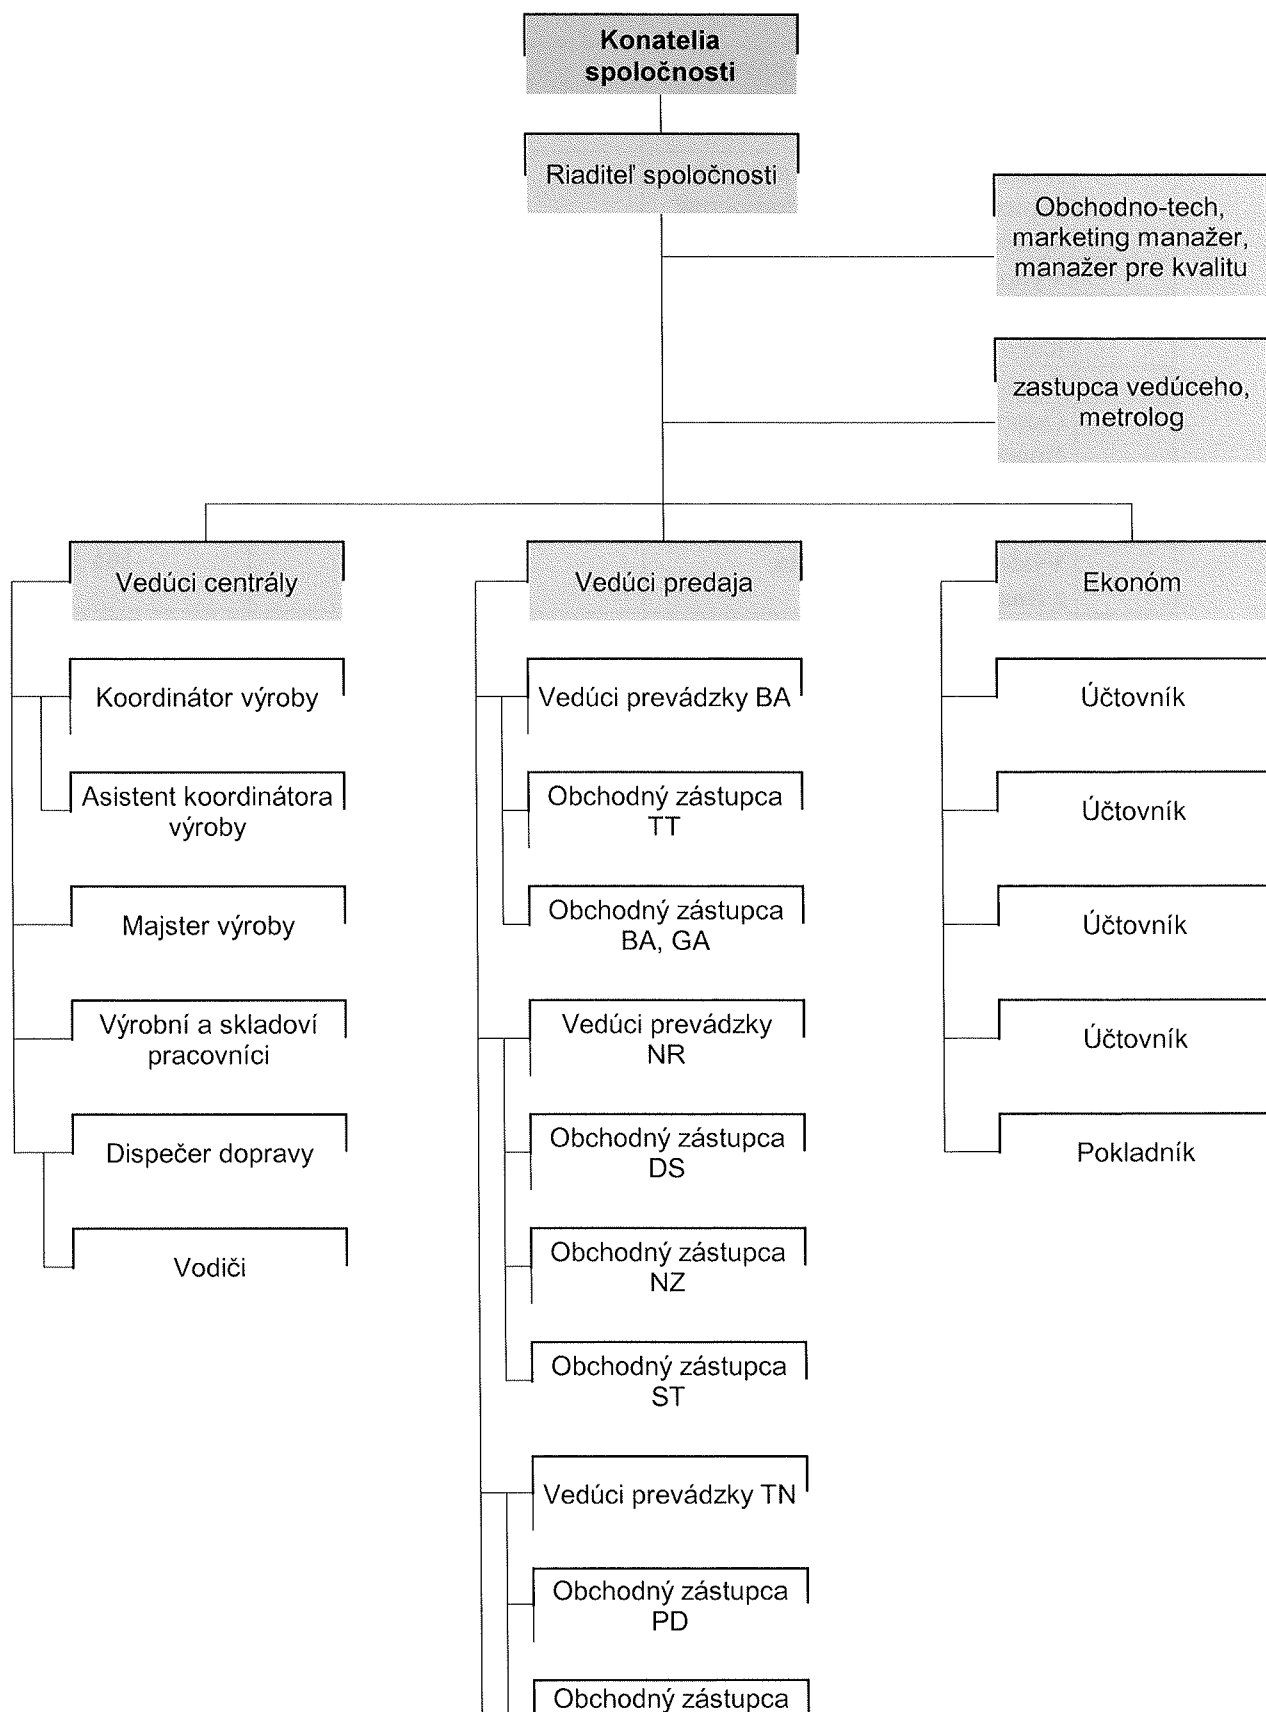 Konatelia
spoločnosti
Riaditeľ spoločnosti
Obchodno-tech,
marketing manažer,
manažer pre kvalitu
zastupca vedúceho,
metrolog
Vedúci centrály
Koordinátor výroby
Asistent koordinátora
výroby
Majster výroby
Výrobní a skladoví
pracovníci
Dispečer dopravy
Vodiči
Vedúci predaja
Vedúci prevádzky BA
Obchodný zástupca
TT
Obchodný zástupca
BA, GA
Vedúci prevádzky
NR
Obchodný zástupca
DS
Obchodný zástupca
NZ
Obchodný zástupca
ST
Vedúci prevádzky TN
Obchodný zástupca
PD
Obchodný zástupca
Ekonóm
Účtovník
Účtovník
Účtovník
Účtovník
Pokladník